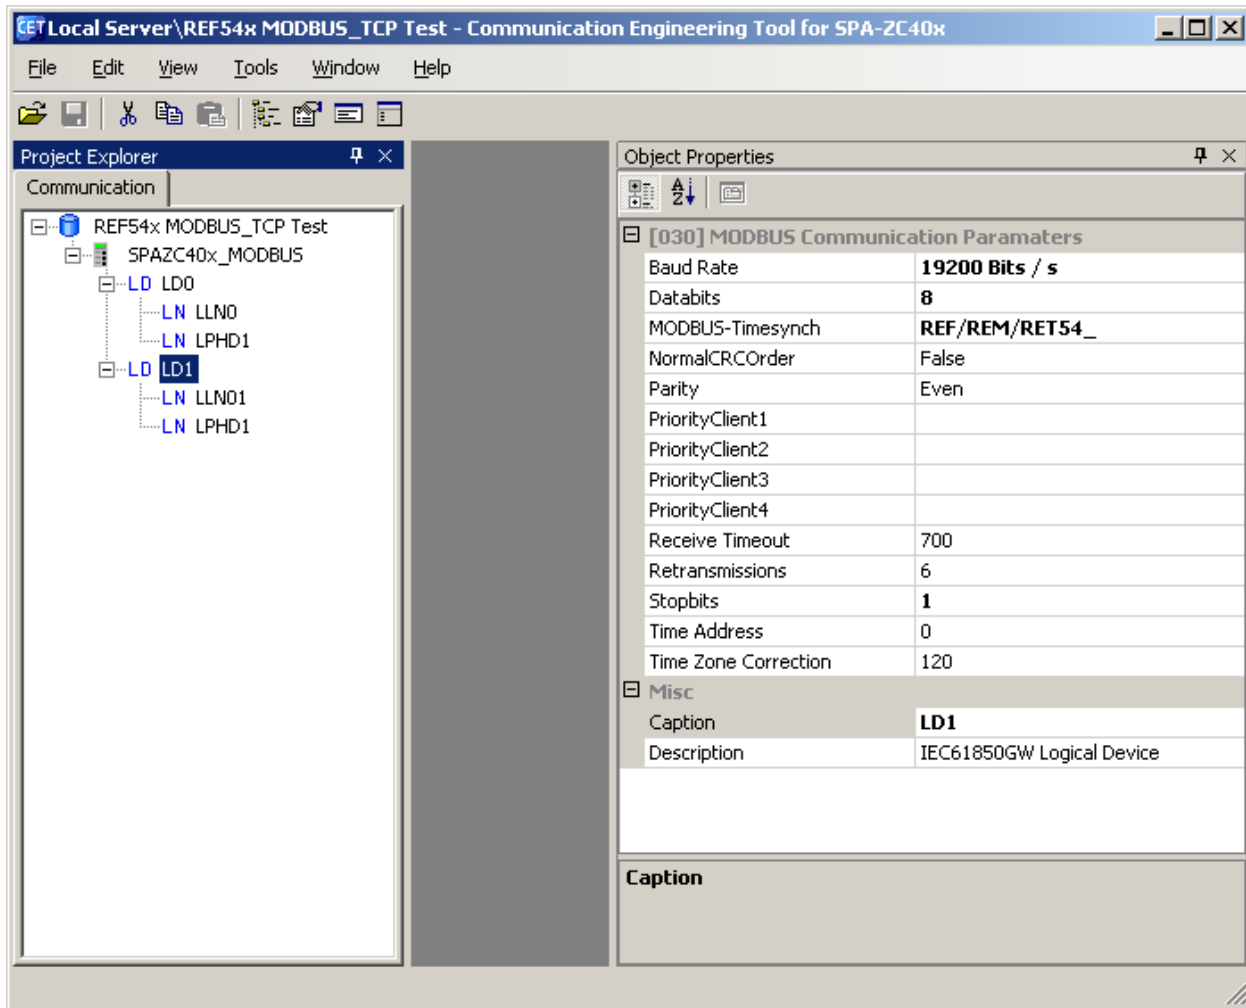 CET Local Server\REF54x MODBUS_TCP Test - Communication Engineering Tool for SPA-ZC40x
File Edit View Tools Window Help
Project Explorer
Communication
REF54x MODBUS_TCP Test
SPAZC40x_MODBUS
LD LD0
LN LLN0
LN LPHD1
LD LD1
LN LLN01
LN LPHD1
Object Properties
[030] MODBUS Communication Paramaters
Baud Rate 19200 Bits / s
Databits 8
MODBUS-Timesynch REF/REM/RET54_
NormalCRCOrder False
Parity Even
PriorityClient1
PriorityClient2
PriorityClient3
PriorityClient4
Receive Timeout 700
Retransmissions 6
Stopbits 1
Time Address 0
Time Zone Correction 120
Misc
Caption LD1
Description IEC61850GW Logical Device
Caption